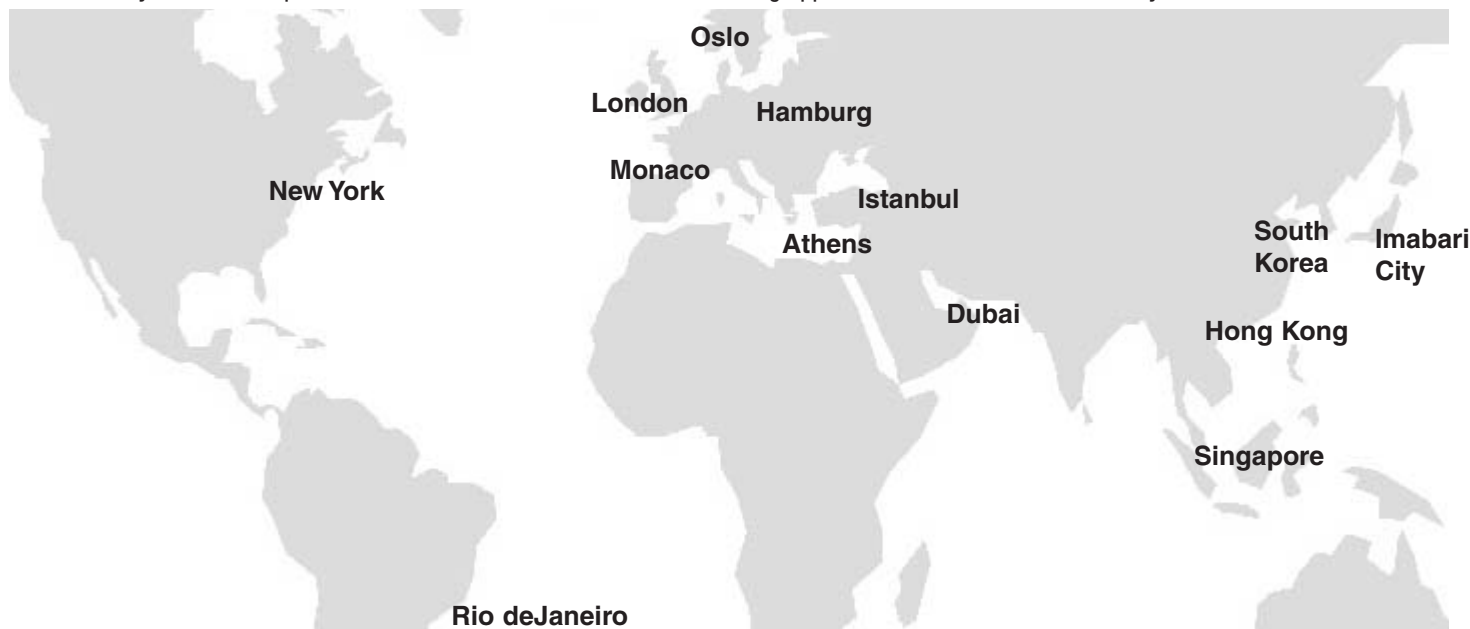 Oslo
London
Hamburg
Monaco
New York
Istanbul
Athens
South
Korea
Imabari
City
Dubai
Hong Kong
Singapore
Rio deJaneiro